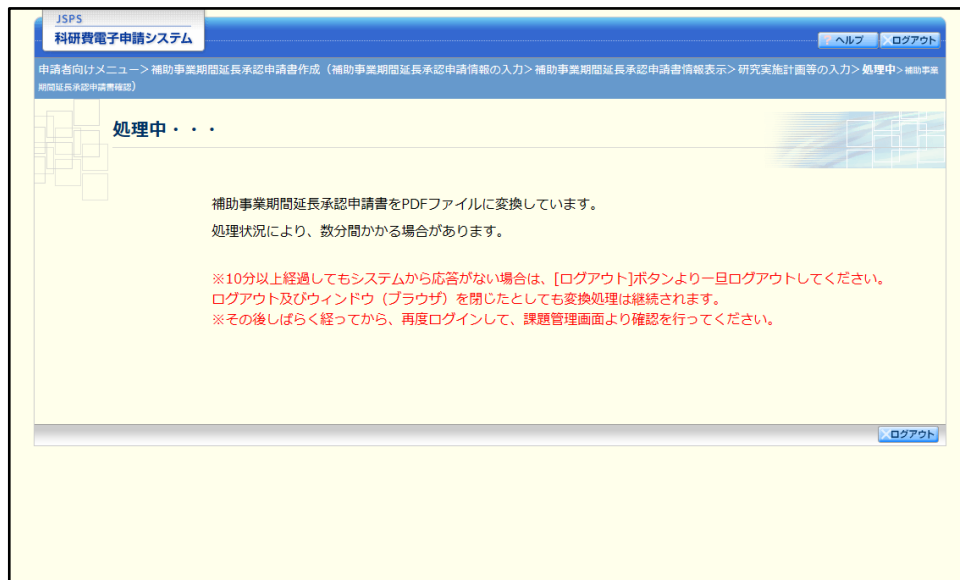 JSPS
科研費電子申請システム
ヘルプ
ログアウト
申請者向けメニュー>補助事業期間延長承認申請書作成（補助事業期間延長承認申請情報の入力>補助事業期間延長承認申請書情報表示>研究実施計画等の入力>処理中>補助事業
期間延長承認申請書確認）
処理中・・・
補助事業期間延長承認申請書をPDFファイルに変換しています。
処理状況により、数分間かかる場合があります。
※10分以上経過してもシステムから応答がない場合は、[ログアウト]ボタンより一旦ログアウトしてください。
ログアウト及びウィンドウ（ブラウザ）を閉じたとしても変換処理は継続されます。
※その後しばらく経ってから、再度ログインして、課題管理画面より確認を行ってください。
ログアウト